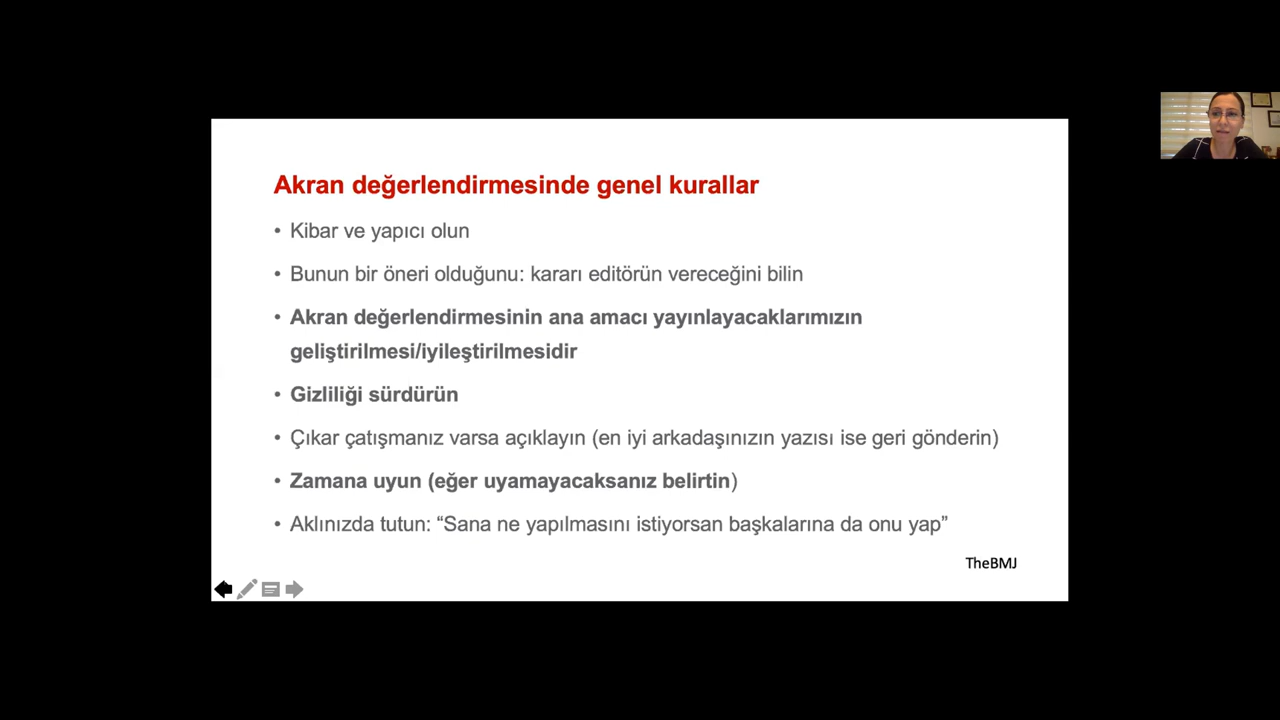 Akran değerlendirmesinde genel kurallar
• Kibar ve yapıcı olun
• Bunun bir öneri olduğunu: kararı editörün vereceğini bilin
• Akran değerlendirmesinin ana amacı yayınlayacaklarımızın
geliştirilmesi/iyileştirilmesidir
• Gizliliği sürdürün
• Çıkar çatışmanız varsa açıklayın (en iyi arkadaşınızın yazısı ise geri gönderin)
• Zamana uyun (eğer uyamayacaksanız belirtin)
• Aklınızda tutun: “Sana ne yapılmasını istiyorsan başkalarına da onu yap”
TheBMJ